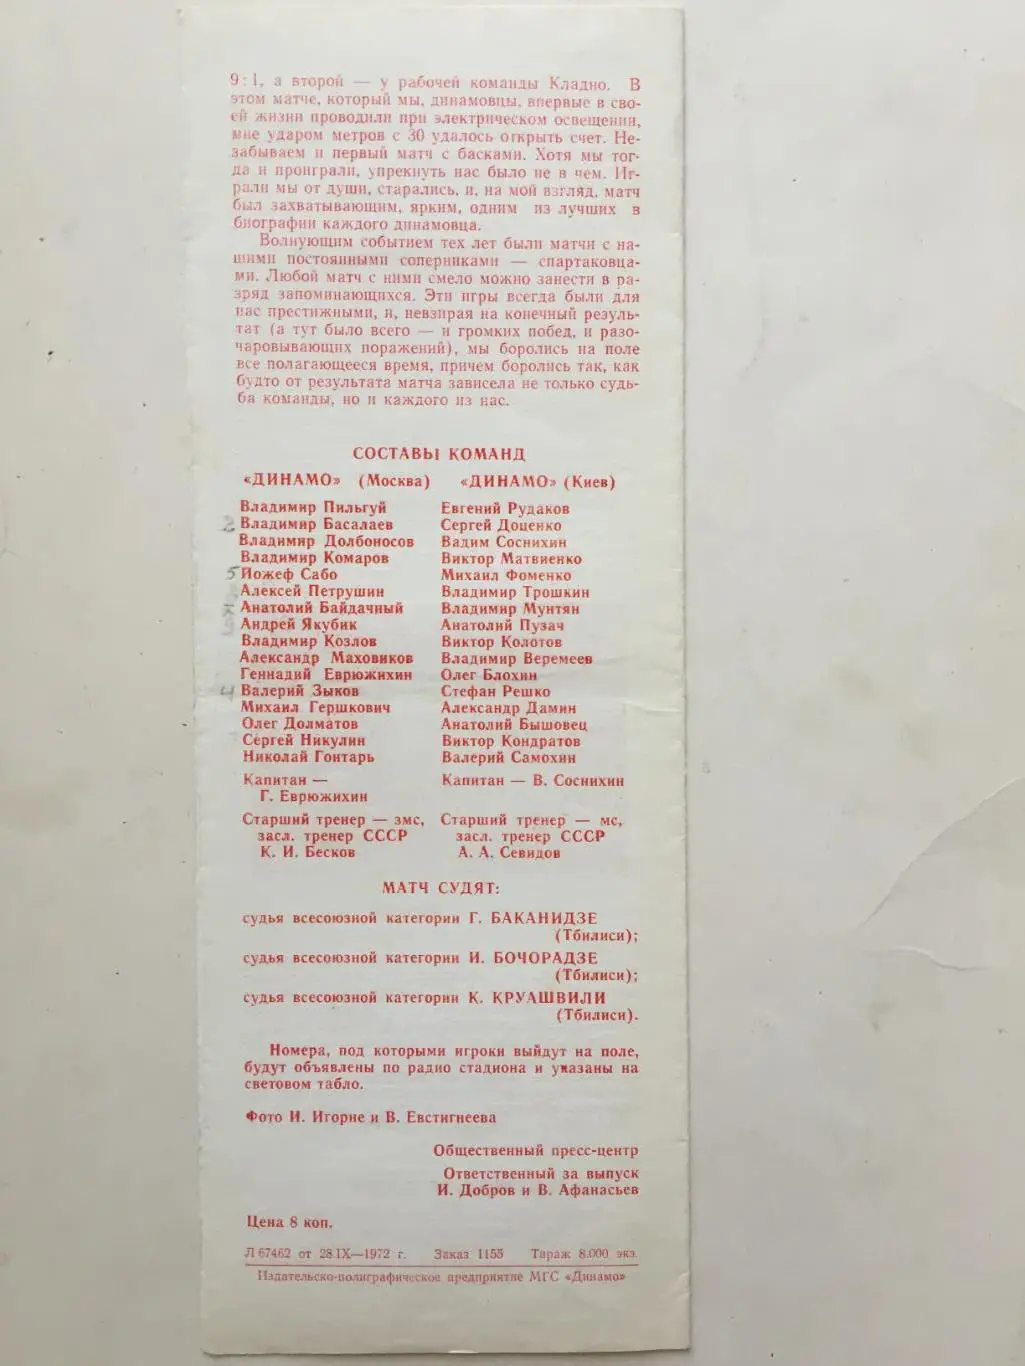 9:1, а второй — у рабочей команды Кладно. В
этом матче, который мы, динамовцы, впервые в сво-
ей жизни проводили при электрическом освещении,
мне ударом метров с 30 удалось открыть счет. Не-
забываем и первый матч с басками. Хотя мы тог-
да и проиграли, упрекнуть нас было не в чем. Иг-
рали мы от души, старались, и, на мой взгляд, матч
был захватывающим, ярким, одним из лучших в
биографии каждого динамовца.
Волнующим событием тех лет были матчи с на-
шими постоянными соперниками — спартаковца-
ми. Любой матч с ними смело можно занести в раз-
ряд запоминающихся. Эти игры всегда были для
нас престижными, и, невзирая на конечный резуль-
тат (а тут было всего — и громких побед, и разо-
чаровывающих поражений), мы боролись на поле
все полагающееся время, причем боролись так, как
будто от результата матча зависела не только судь-
ба команды, но и каждого из нас.
СОСТАВЫ КОМАНД
«ДИНАМО» (Москва) «ДИНАМО» (Киев)
Владимир Пильгуй Евгений Рудаков
2 Владимир Басалаев Сергей Доценко
Владимир Долбоносов Вадим Соснихин
Владимир Комаров Виктор Матвиенко
5 Йожеф Сабо Михаил Фоменко
Алексей Петрушин Владимир Трошкин
Анатолий Байдачный Владимир Мунтян
Андрей Якубик Анатолий Пузач
Владимир Козлов Виктор Колотов
Александр Маховиков Владимир Веремеев
Геннадий Еврюжихин Олег Блохин
4 Валерий Зыков Стефан Решко
Михаил Гершкович Александр Дамин
Олег Долматов Анатолий Бышовец
Сергей Никулин Виктор Кондратов
Николай Гонтарь Валерий Самохин
Капитан — Капитан — В. Соснихин
Г. Еврюжихин
Старший тренер — змс, Старший тренер — мс,
засл. тренер СССР засл. тренер СССР
К. И. Бесков А. А. Севидов
МАТЧ СУДЯТ:
судья всесоюзной категории Г. БАКАНИДЗЕ
(Тбилиси);
судья всесоюзной категории И. БОЧОРАДЗЕ
(Тбилиси);
судья всесоюзной категории К. КРУАШВИЛИ
(Тбилиси).
Номера, под которыми игроки выйдут на поле,
будут объявлены по радио стадиона и указаны на
световом табло.
Фото И. Игорне и В. Евстигнеева
Общественный пресс-центр
Ответственный за выпуск
И. Добров и В. Афанасьев
Цена 8 коп.
Л 67462 от 28 IX—1972 г. Заказ 1155 Тираж 8.000 экз.
Издательско-полиграфическое предприятие МГС «Динамо»